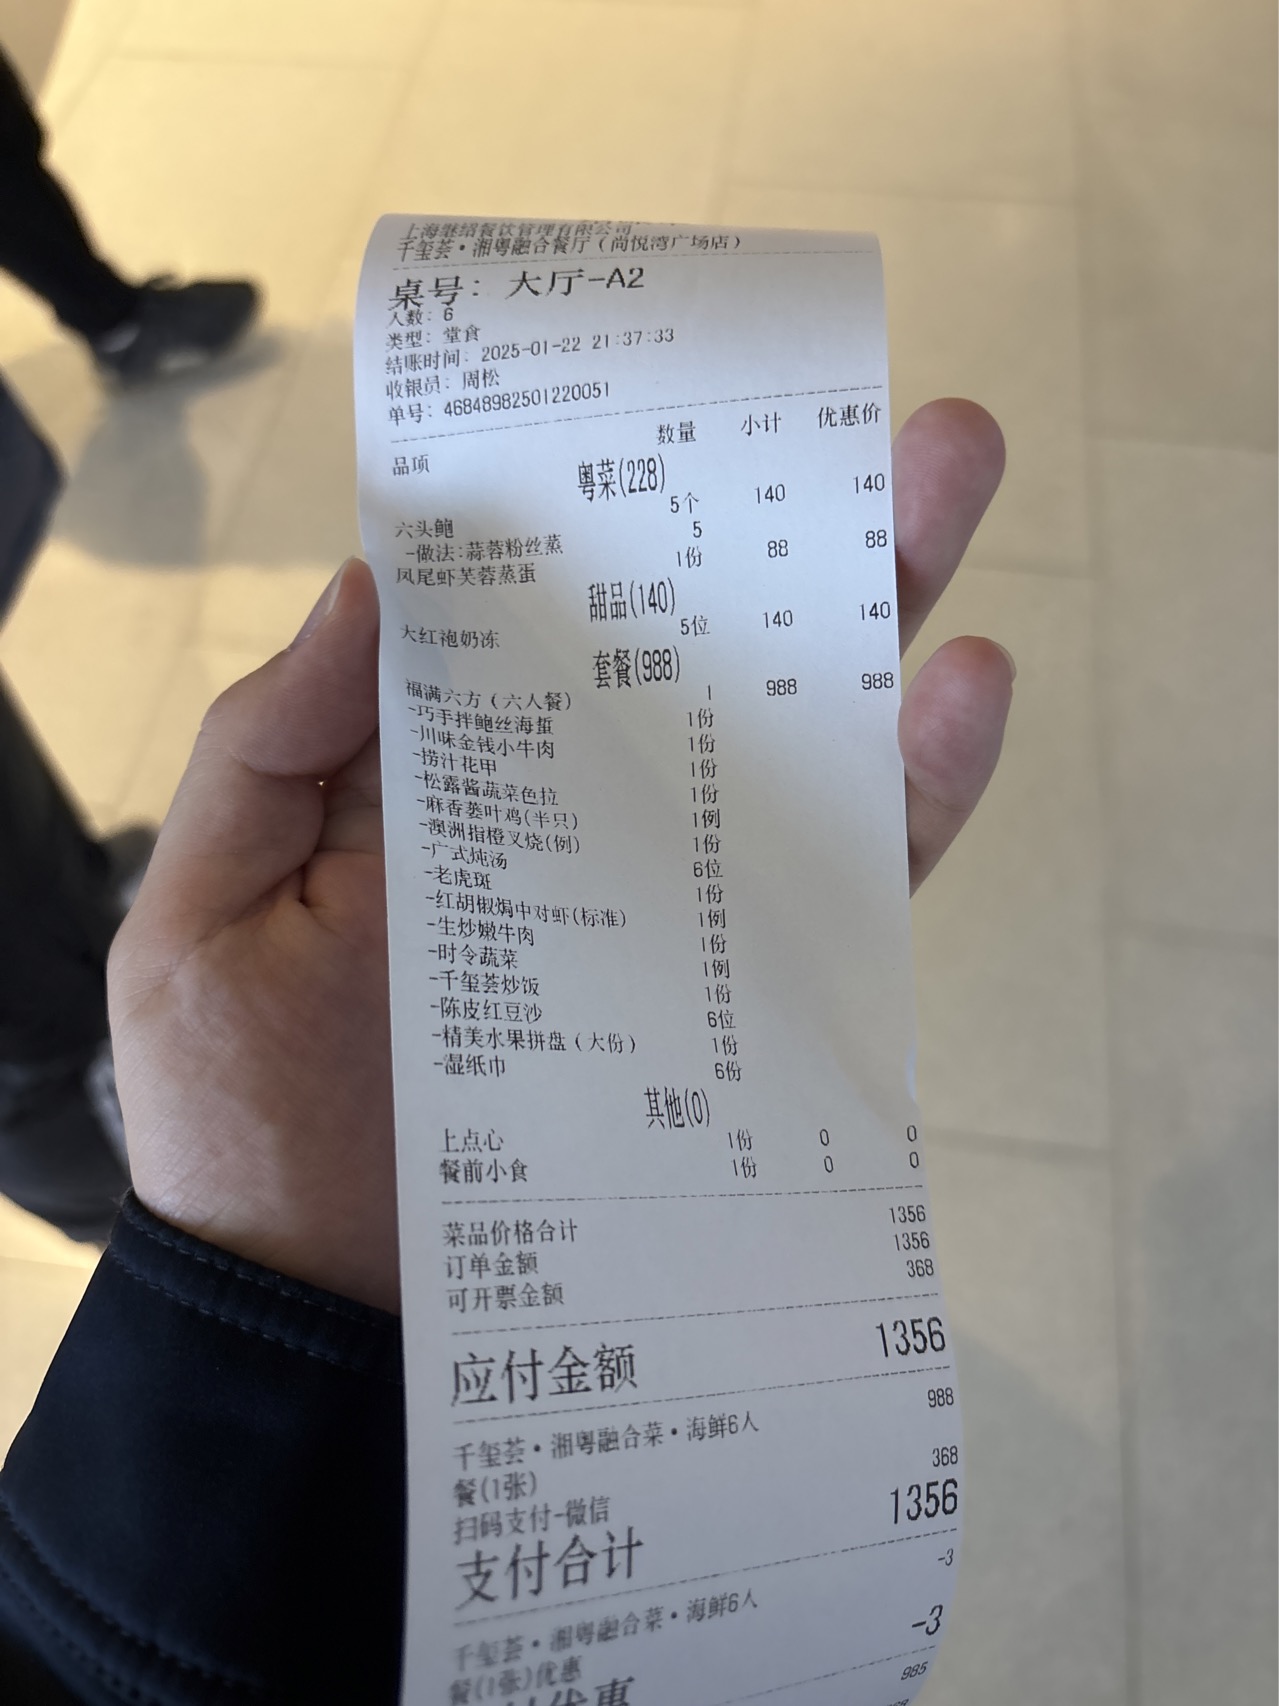 上海继绍餐饮管理有限公司
千玺荟·湘粤融合餐厅(尚悦湾广场店)
桌号: 大厅-A2
人数: 6
类型: 堂食
结账时间: 2025-01-22 21:37:33
收银员: 周松
单号: 46848982501220051
品项 数量 小计 优惠价
粤菜(228)
六头鲍 5个 140 140
-做法:蒜蓉粉丝蒸 5
凤尾虾芙蓉蒸蛋 1份 88 88
甜品(140)
大红袍奶冻 5位 140 140
套餐(988)
福满六方(六人餐) 1 988 988
-巧手拌鲍丝海蜇 1份
-川味金钱小牛肉 1份
-捞汁花甲 1份
-松露酱蔬菜色拉 1份
-麻香蒌叶鸡(半只) 1例
-澳洲指橙叉烧(例) 1份
-广式炖汤 6位
-老虎斑 1份
-红胡椒焗中对虾(标准) 1例
-生炒嫩牛肉 1份
-时令蔬菜 1例
-千玺荟炒饭 1份
-陈皮红豆沙 6位
-精美水果拼盘(大份) 1份
-湿纸巾 6份
其他(0)
上点心 1份 0 0
餐前小食 1份 0 0
菜品价格合计 1356
订单金额 1356
可开票金额 368
应付金额 1356
千玺荟·湘粤融合菜·海鲜6人 988
餐(1张)
扫码支付-微信 368
支付合计 1356
千玺荟·湘粤融合菜·海鲜6人 -3
餐(1张)优惠
优惠 -3
985